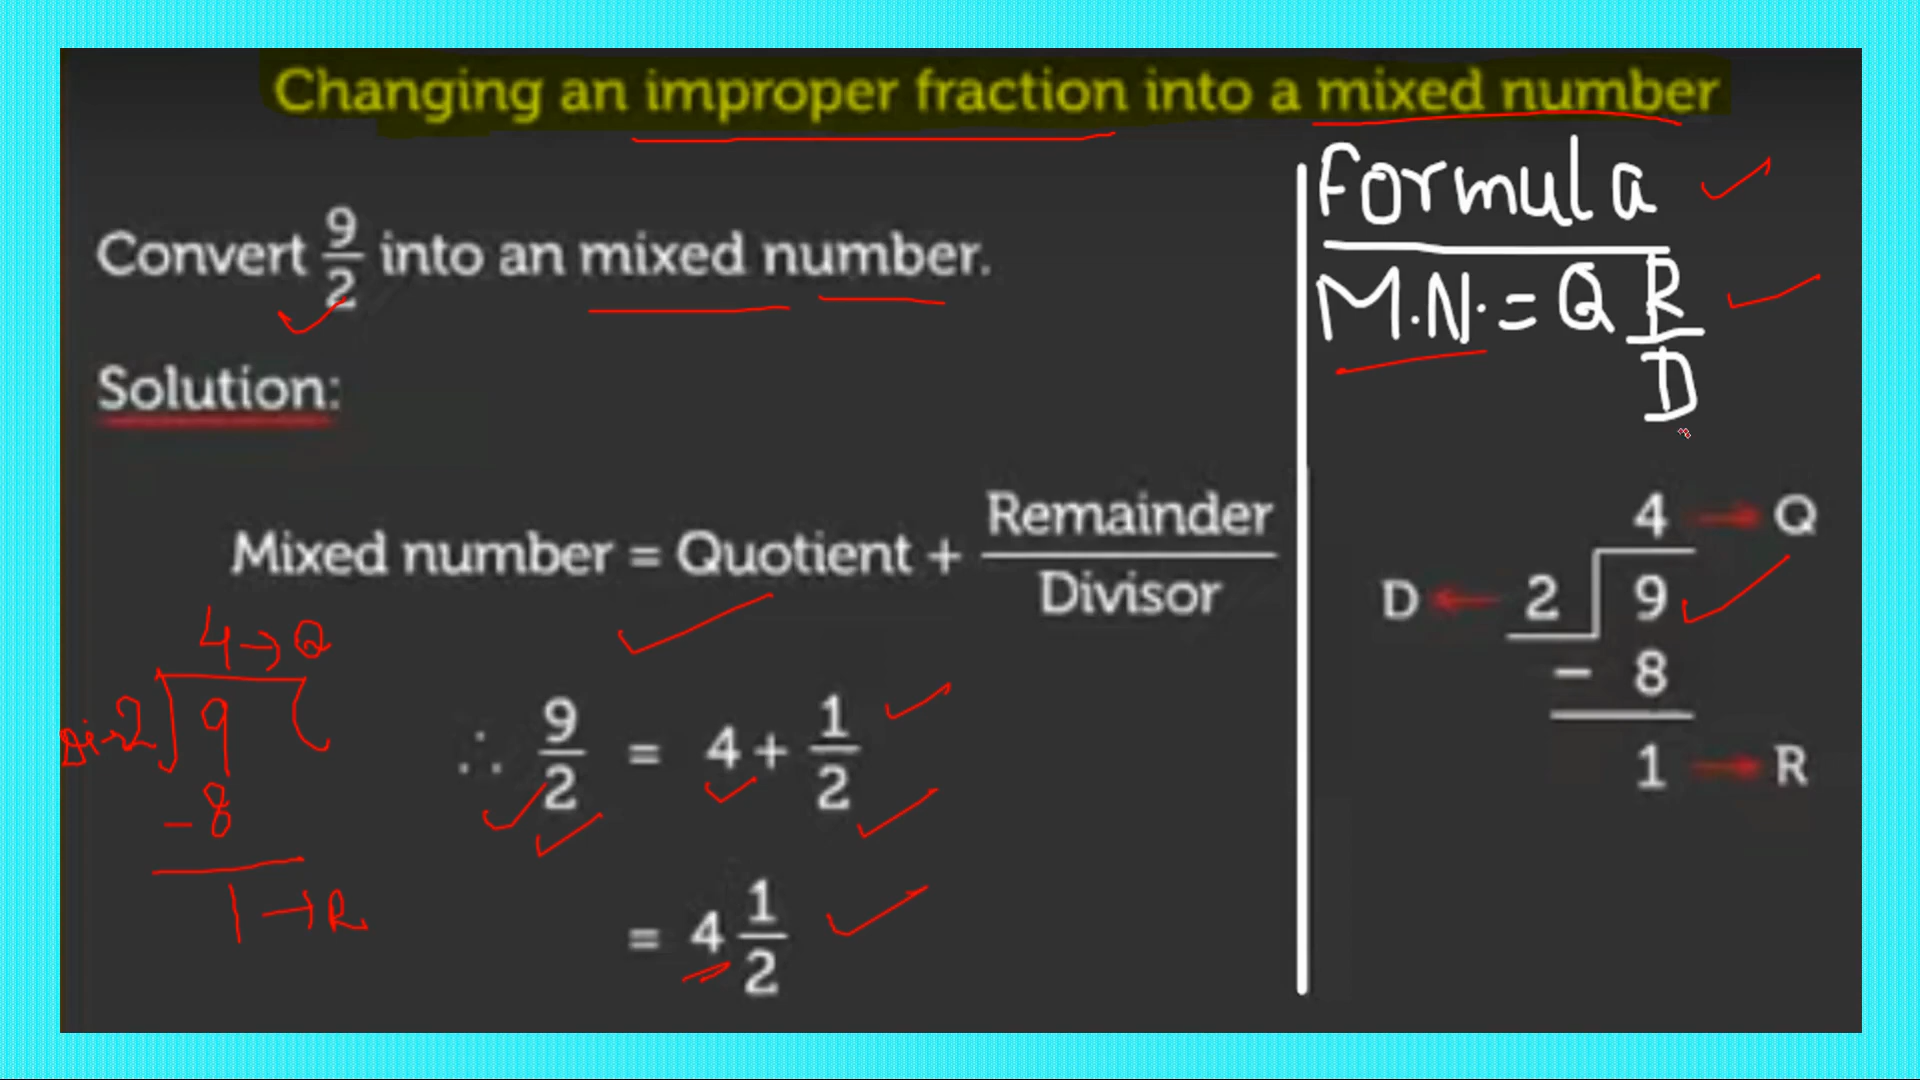 Changing an improper fraction into a mixed number
Convert 9/2 into an mixed number.
Solution:
Mixed number = Quotient + Remainder/Divisor
∴ 9/2 = 4 + 1/2
= 4 1/2
4 → Q
2 ) 9 (
- 8
1 → R
Formula
M.N. = Q R/D
4 → Q
D ← 2 9
- 8
1 → R